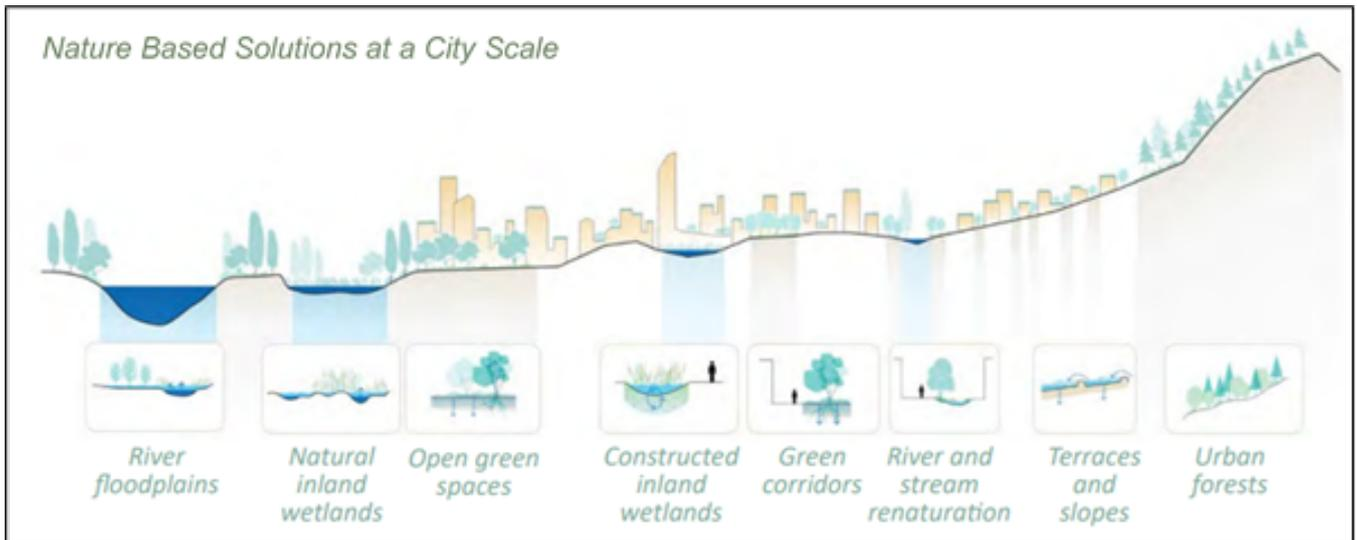 Nature Based Solutions at a City Scale
River
floodplains
Natural
inland
wetlands
Open green
spaces
Constructed
inland
wetlands
Green
corridors
River and
stream
renaturation
Terraces
and
slopes
Urban
forests